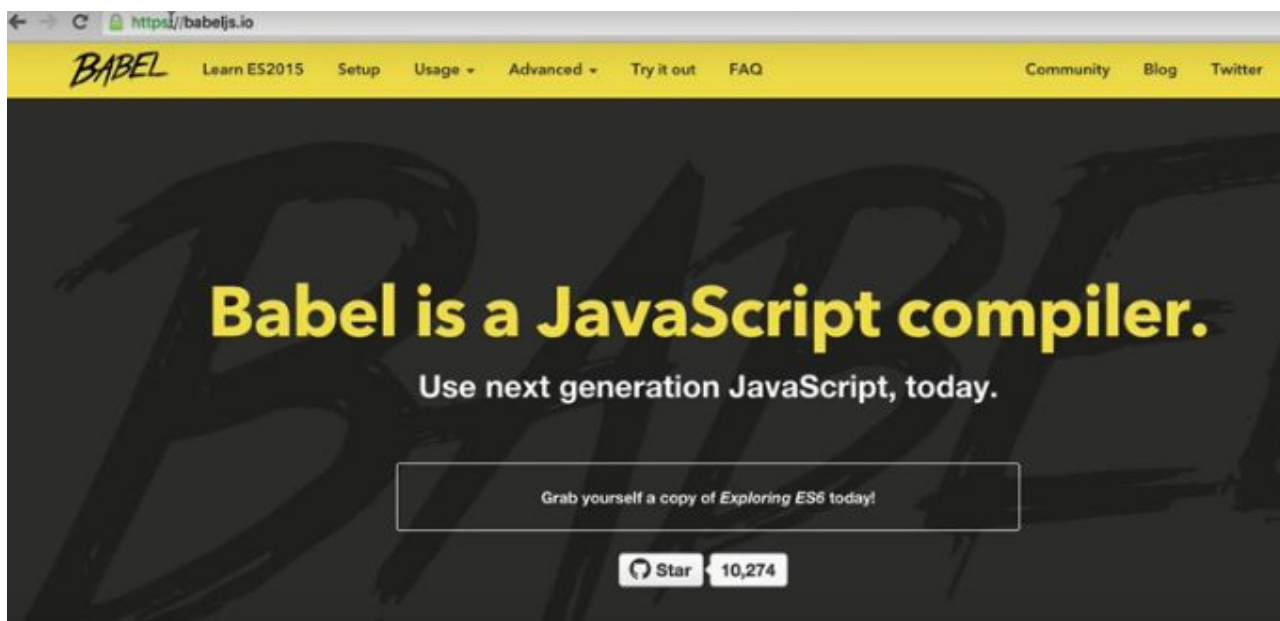 https://babeljs.io
BABEL Learn ES2015 Setup Usage Advanced Try it out FAQ Community Blog Twitter
BABE
Babel is a JavaScript compiler.
Use next generation JavaScript, today.
Grab yourself a copy of Exploring ES6 today!
Star 10,274